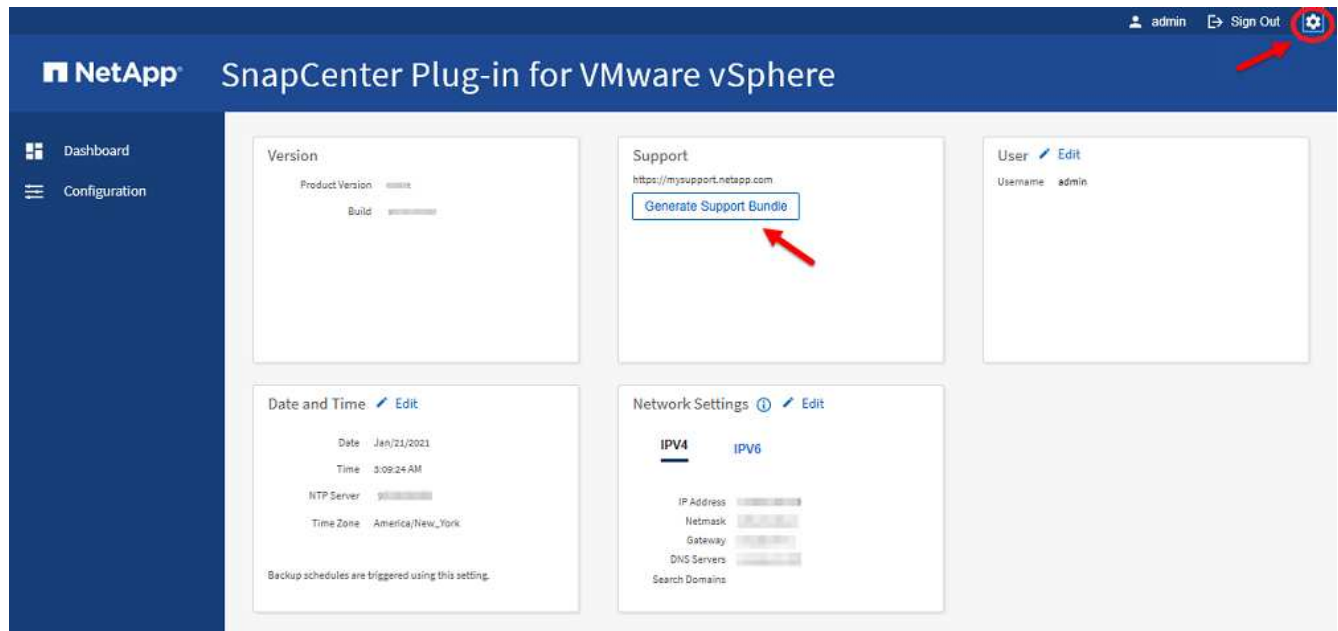 admin Sign Out
NetApp SnapCenter Plug-in for VMware vSphere
Dashboard
Configuration
Version
Product Version
Build
Support
https://mysupport.netapp.com
Generate Support Bundle
User Edit
Username admin
Date and Time Edit
Date Jan/21/2021
Time 3:09:24 AM
NTP Server
Time Zone America/New_York
Backup schedules are triggered using this setting.
Network Settings Edit
IPV4 IPV6
IP Address
Netmask
Gateway
DNS Servers
Search Domains